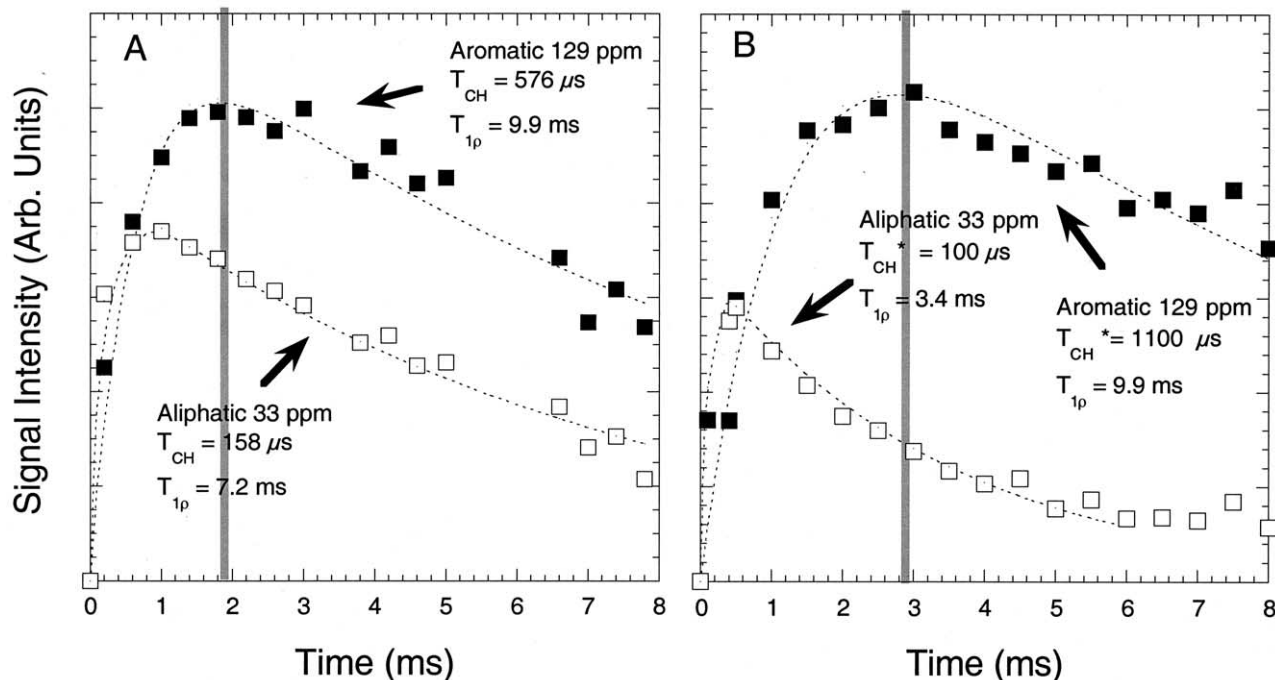 Signal Intensity (Arb. Units)
A
Aromatic 129 ppm
T_CH = 576 µs
T_1ρ = 9.9 ms
Aliphatic 33 ppm
T_CH = 158 µs
T_1ρ = 7.2 ms
0 1 2 3 4 5 6 7 8
Time (ms)
B
Aliphatic 33 ppm
T_CH* = 100 µs
T_1ρ = 3.4 ms
Aromatic 129 ppm
T_CH *= 1100 µs
T_1ρ = 9.9 ms
0 1 2 3 4 5 6 7 8
Time (ms)